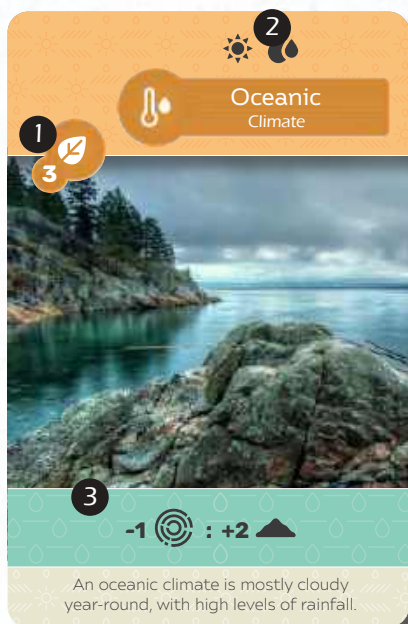 2
Oceanic
Climate
1
3
3
-1 : +2
An oceanic climate is mostly cloudy
year-round, with high levels of rainfall.